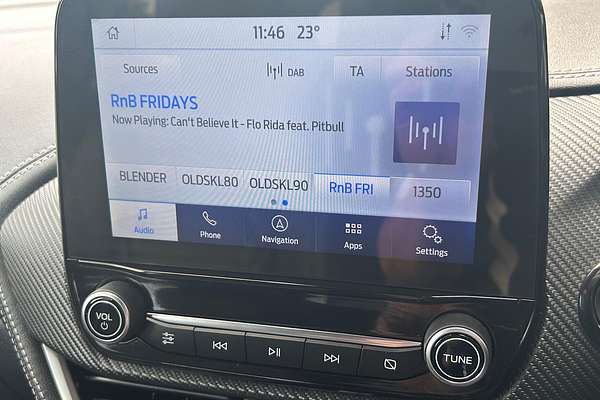 11:46 23°
Sources DAB TA Stations
RnB FRIDAYS
Now Playing: Can't Believe It - Flo Rida feat. Pitbull
BLENDER OLDSKL80 OLDSKL90 RnB FRI 1350
Audio Phone Navigation Apps Settings
VOL TUNE